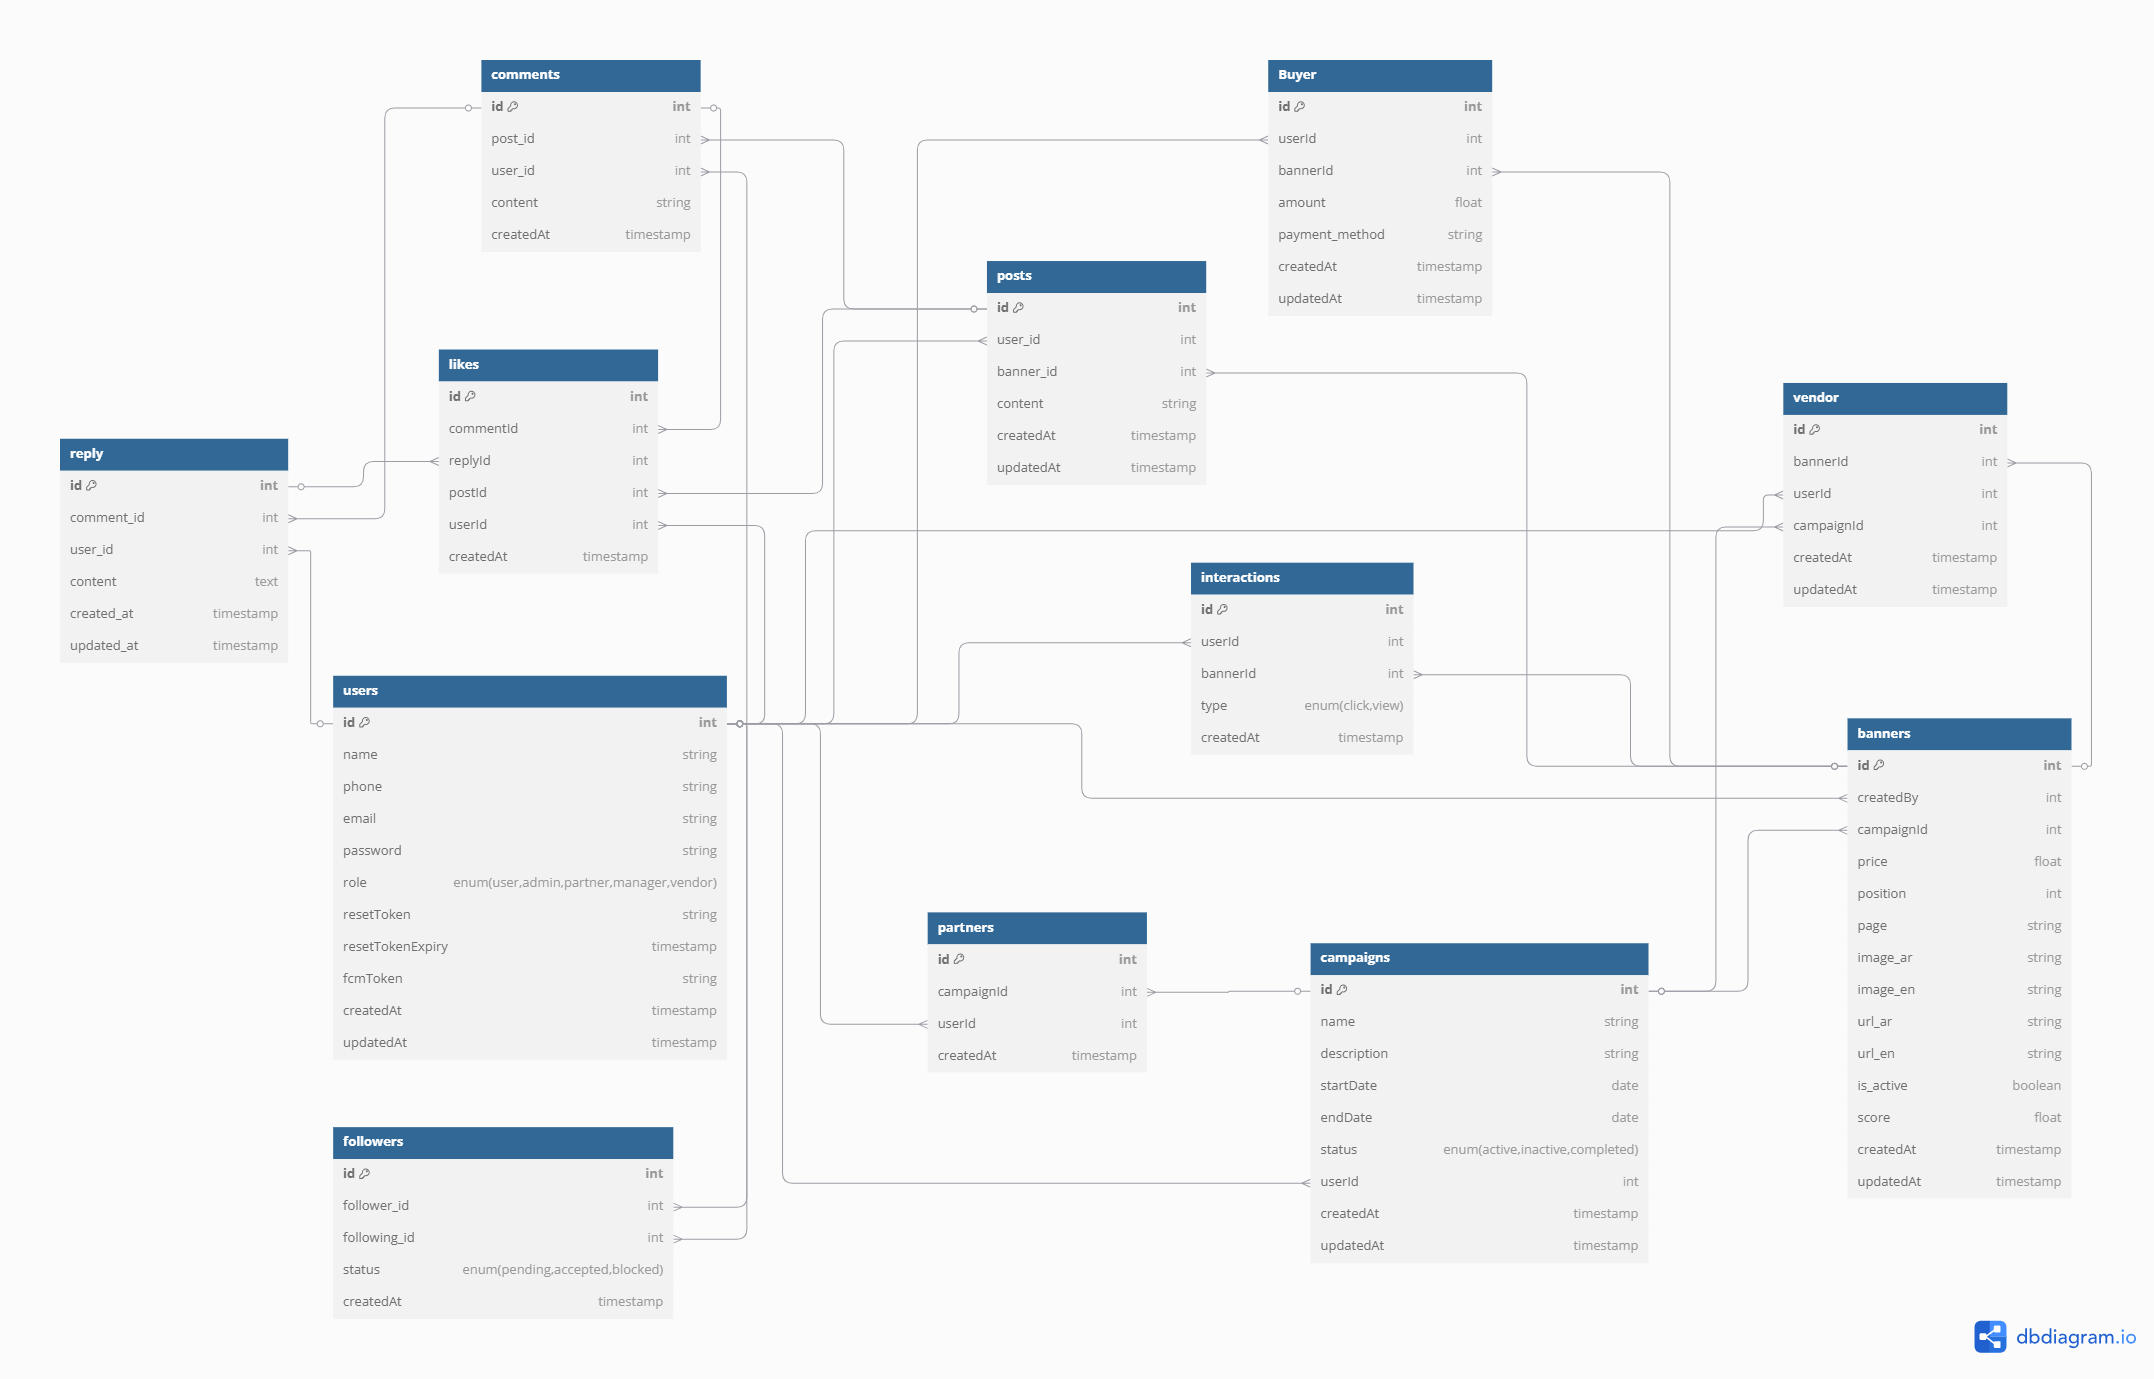 comments
id int
post_id int
user_id int
content string
createdAt timestamp
Buyer
id int
userId int
bannerId int
amount float
payment_method string
createdAt timestamp
updatedAt timestamp
posts
id int
user_id int
banner_id int
content string
createdAt timestamp
updatedAt timestamp
likes
id int
commentId int
replyId int
postId int
userId int
createdAt timestamp
vendor
id int
bannerId int
userId int
campaignId int
createdAt timestamp
updatedAt timestamp
reply
id int
comment_id int
user_id int
content text
created_at timestamp
updated_at timestamp
interactions
id int
userId int
bannerId int
type enum(click,view)
createdAt timestamp
users
id int
name string
phone string
email string
password string
role enum(user,admin,partner,manager,vendor)
resetToken string
resetTokenExpiry timestamp
fcmToken string
createdAt timestamp
updatedAt timestamp
banners
id int
createdBy int
campaignId int
price float
position int
page string
image_ar string
image_en string
url_ar string
url_en string
is_active boolean
score float
createdAt timestamp
updatedAt timestamp
partners
id int
campaignId int
userId int
createdAt timestamp
campaigns
id int
name string
description string
startDate date
endDate date
status enum(active,inactive,completed)
userId int
createdAt timestamp
updatedAt timestamp
followers
id int
follower_id int
following_id int
status enum(pending,accepted,blocked)
createdAt timestamp
dbdiagram.io